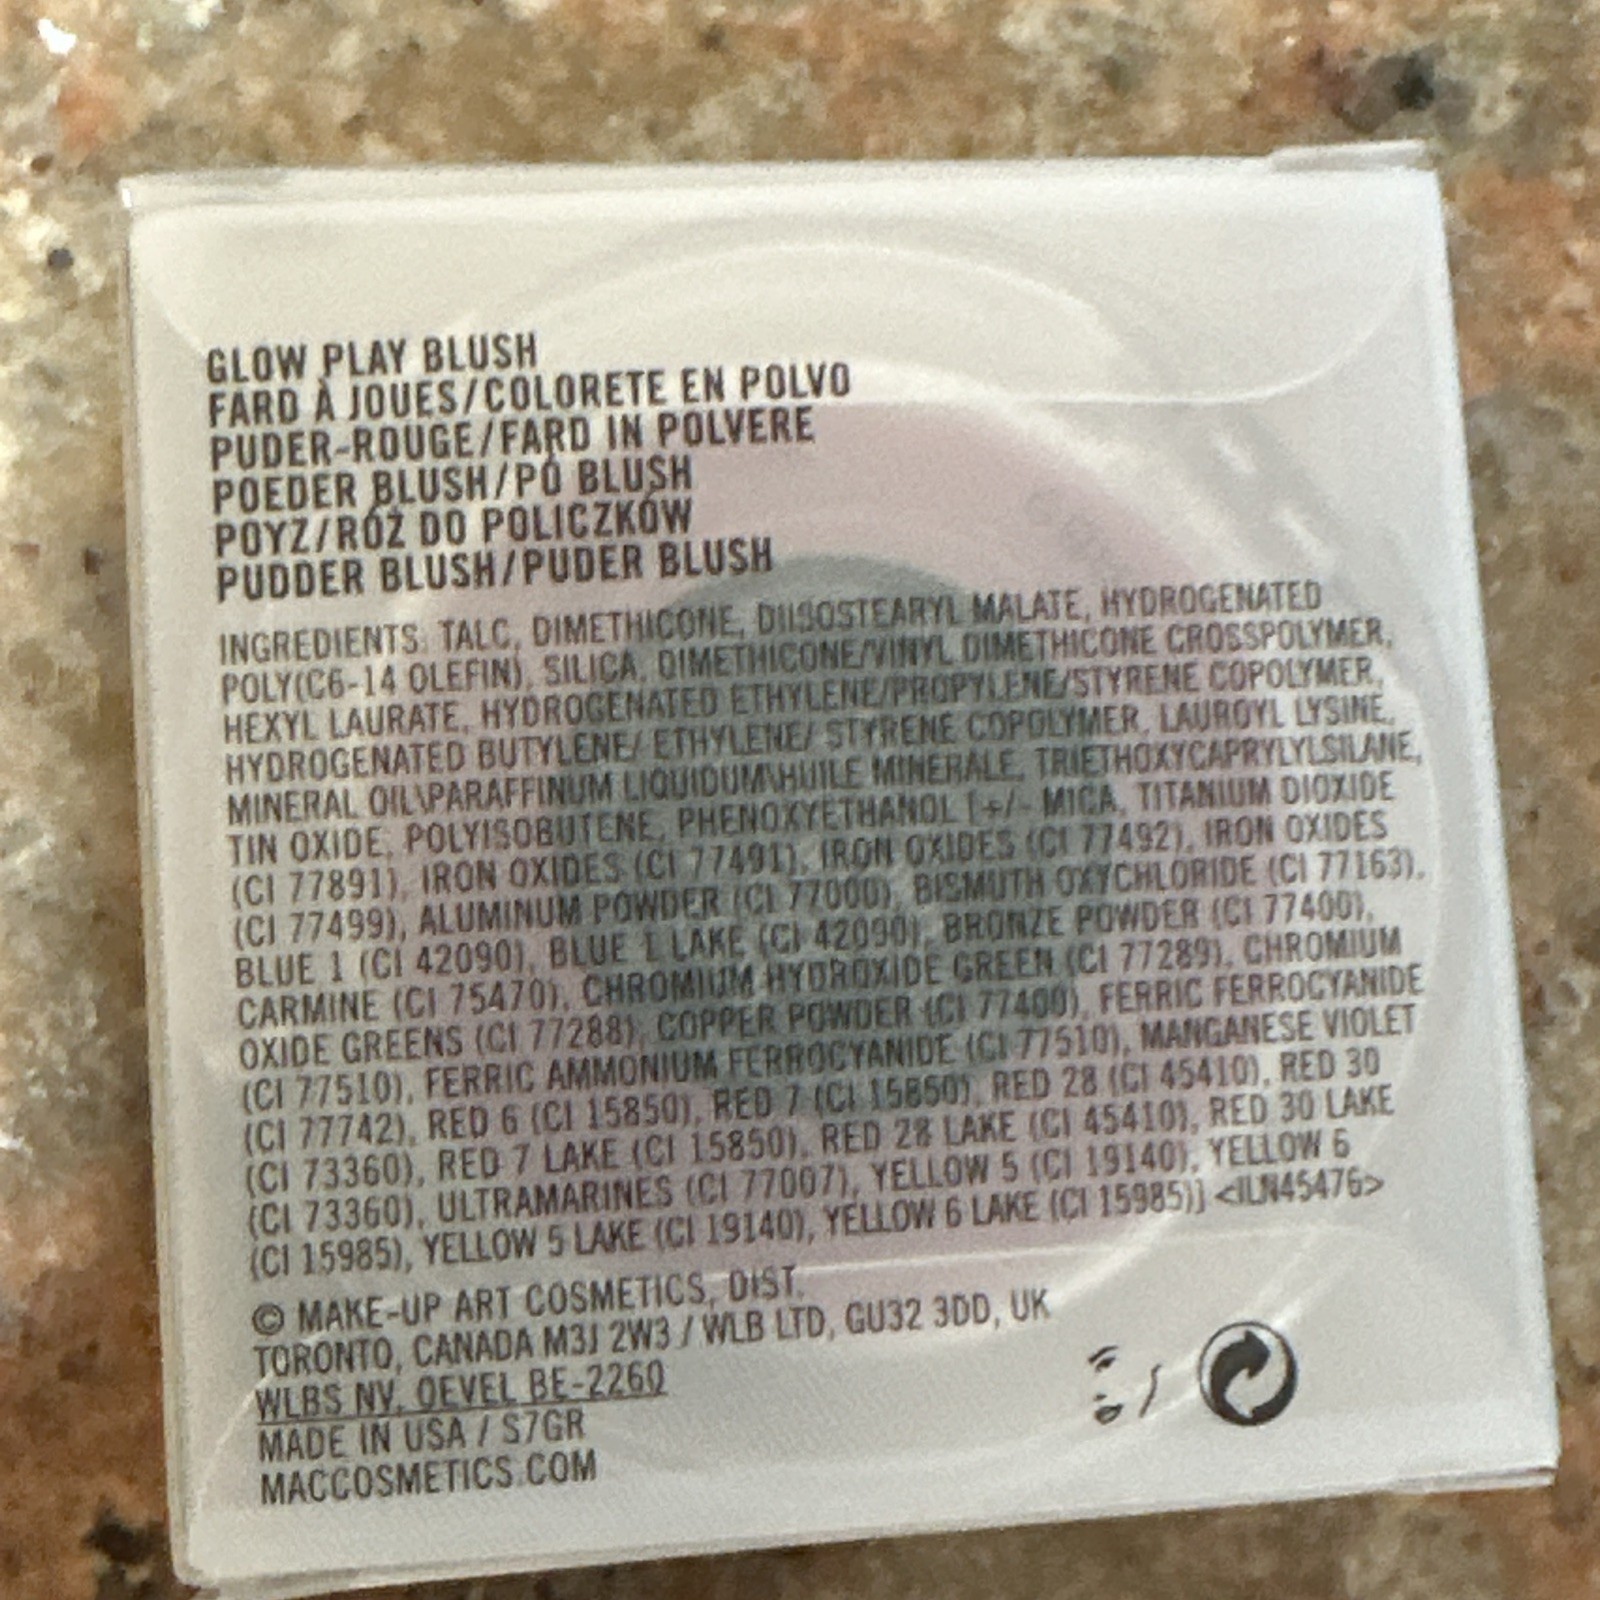 GLOW PLAY BLUSH
FARD À JOUES/COLORETE EN POLVO
PUDER-ROUGE/FARD IN POLVERE
POEDER BLUSH/PÓ BLUSH
POYZ/RÓŻ DO POLICZKÓW
PUDDER BLUSH/PUDER BLUSH
INGREDIENTS: TALC, DIMETHICONE, DIISOSTEARYL MALATE, HYDROGENATED
POLY(C6-14 OLEFIN), SILICA, DIMETHICONE/VINYL DIMETHICONE CROSSPOLYMER,
HEXYL LAURATE, HYDROGENATED ETHYLENE/PROPYLENE/STYRENE COPOLYMER,
HYDROGENATED BUTYLENE/ ETHYLENE/ STYRENE COPOLYMER, LAUROYL LYSINE,
MINERAL OIL\PARAFFINUM LIQUIDUM\HUILE MINERALE, TRIETHOXYCAPRYLYLSILANE,
TIN OXIDE, POLYISOBUTENE, PHENOXYETHANOL [+/- MICA, TITANIUM DIOXIDE
(CI 77891), IRON OXIDES (CI 77491), IRON OXIDES (CI 77492), IRON OXIDES
(CI 77499), ALUMINUM POWDER (CI 77000), BISMUTH OXYCHLORIDE (CI 77163),
BLUE 1 (CI 42090), BLUE 1 LAKE (CI 42090), BRONZE POWDER (CI 77400),
CARMINE (CI 75470), CHROMIUM HYDROXIDE GREEN (CI 77289), CHROMIUM
OXIDE GREENS (CI 77288), COPPER POWDER (CI 77400), FERRIC FERROCYANIDE
(CI 77510), FERRIC AMMONIUM FERROCYANIDE (CI 77510), MANGANESE VIOLET
(CI 77742), RED 6 (CI 15850), RED 7 (CI 15850), RED 28 (CI 45410), RED 30
(CI 73360), RED 7 LAKE (CI 15850), RED 28 LAKE (CI 45410), RED 30 LAKE
(CI 73360), ULTRAMARINES (CI 77007), YELLOW 5 (CI 19140), YELLOW 6
(CI 15985), YELLOW 5 LAKE (CI 19140), YELLOW 6 LAKE (CI 15985)] <ILN45476>
© MAKE-UP ART COSMETICS, DIST.
TORONTO, CANADA M3J 2W3 / WLB LTD, GU32 3DD, UK
WLBS NV, OEVEL BE-2260
MADE IN USA / S7GR
MACCOSMETICS.COM